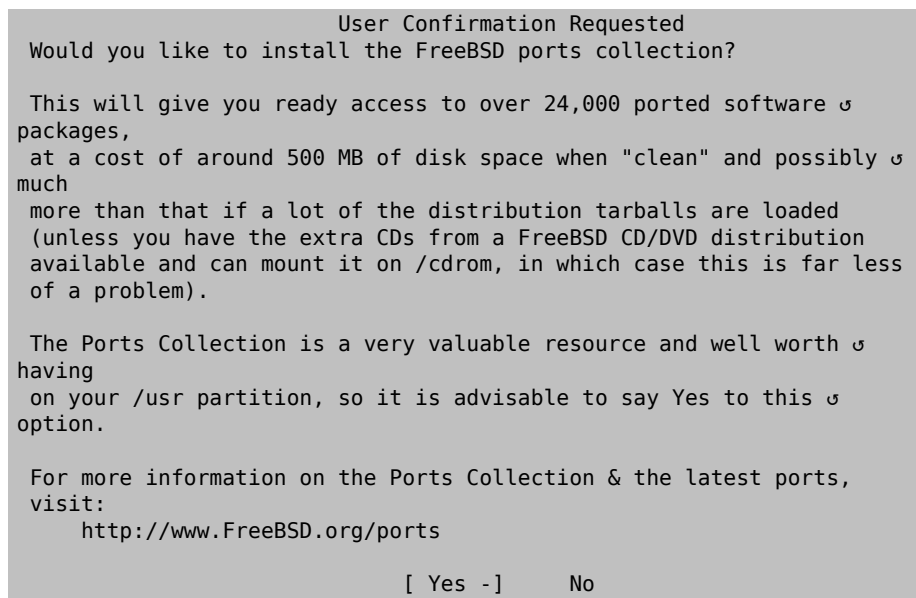 User Confirmation Requested
Would you like to install the FreeBSD ports collection?
This will give you ready access to over 24,000 ported software ↺
packages,
at a cost of around 500 MB of disk space when "clean" and possibly ↺
much
more than that if a lot of the distribution tarballs are loaded
(unless you have the extra CDs from a FreeBSD CD/DVD distribution
available and can mount it on /cdrom, in which case this is far less
of a problem).
The Ports Collection is a very valuable resource and well worth ↺
having
on your /usr partition, so it is advisable to say Yes to this ↺
option.
For more information on the Ports Collection & the latest ports,
visit:
http://www.FreeBSD.org/ports
[ Yes -]     No